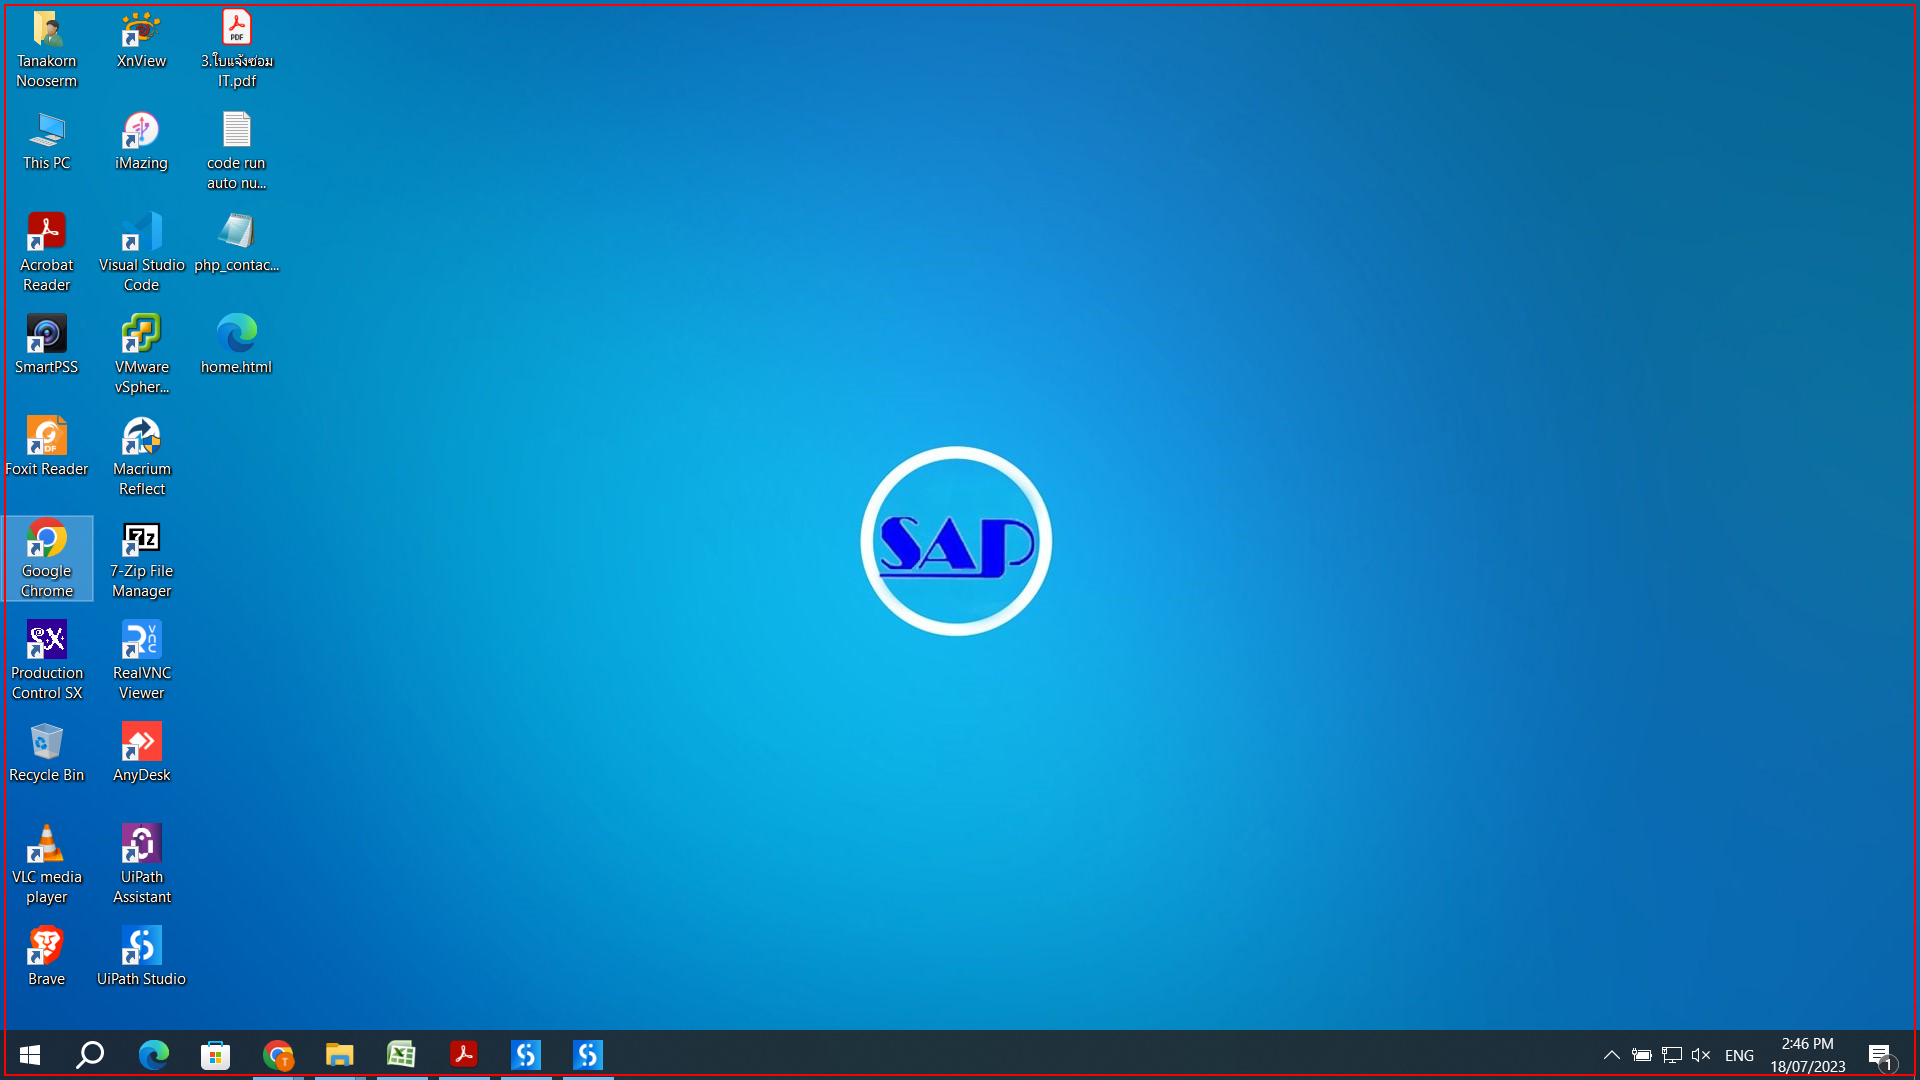 Tanakorn
Nooserm
XnView
3.ใบแจ้งซ่อม
IT.pdf
This PC
iMazing
code run
auto nu...
Acrobat
Reader
Visual Studio
Code
php_contac...
SmartPSS
VMware
vSpher...
home.html
Foxit Reader
Macrium
Reflect
Google
Chrome
7-Zip File
Manager
Production
Control SX
RealVNC
Viewer
Recycle Bin
AnyDesk
VLC media
player
UiPath
Assistant
Brave
UiPath Studio
SAP
ENG
2:46 PM
18/07/2023
1